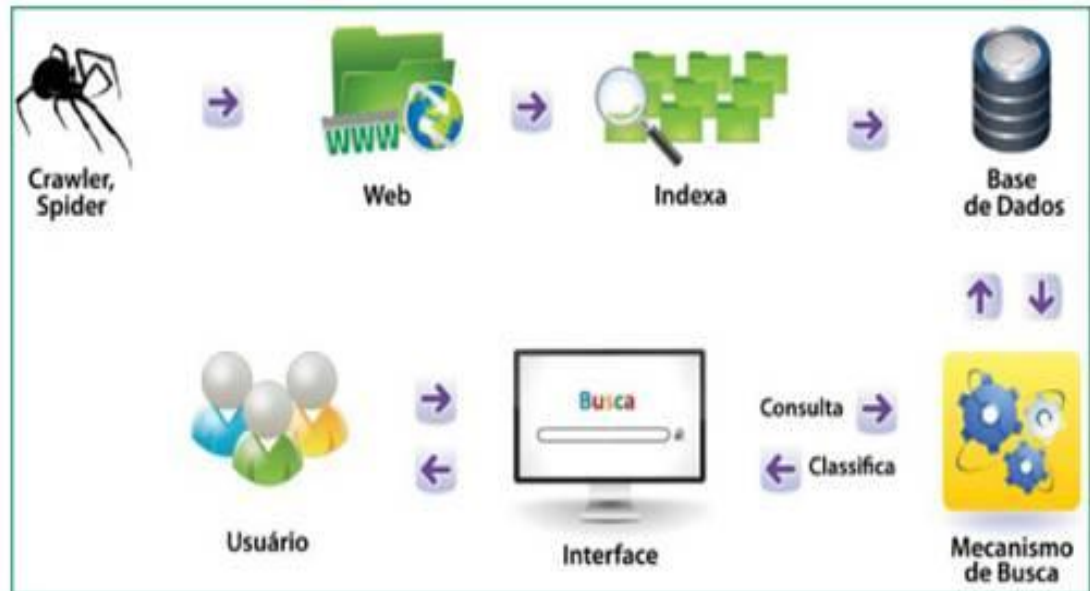 Crawler,
Spider
WWW
Web
Indexa
Base
de Dados
Usuário
Busca
Interface
Consulta
Classifica
Mecanismo
de Busca